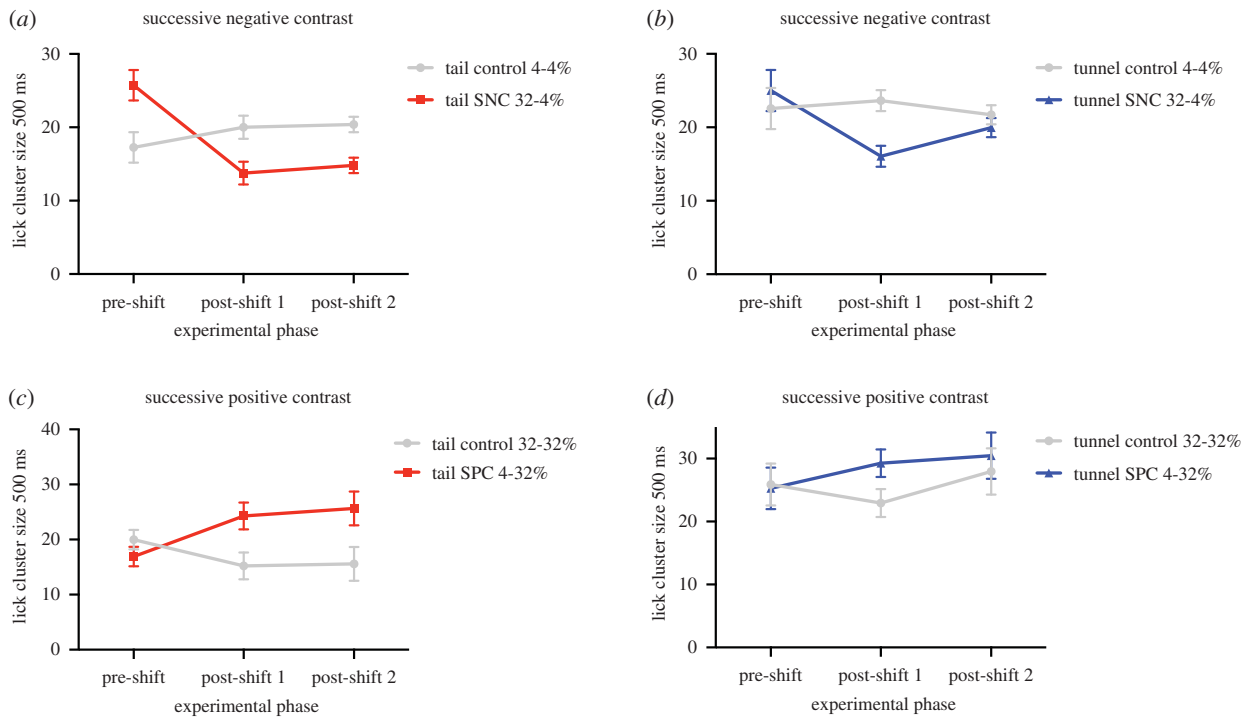 (a)
successive negative contrast
30
20
10
0
lick cluster size 500 ms
pre-shift
post-shift 1
post-shift 2
experimental phase
tail control 4-4%
tail SNC 32-4%
(b)
successive negative contrast
30
20
10
0
lick cluster size 500 ms
pre-shift
post-shift 1
post-shift 2
experimental phase
tunnel control 4-4%
tunnel SNC 32-4%
(c)
successive positive contrast
40
30
20
10
0
lick cluster size 500 ms
pre-shift
post-shift 1
post-shift 2
experimental phase
tail control 32-32%
tail SPC 4-32%
(d)
successive positive contrast
30
20
10
0
lick cluster size 500 ms
pre-shift
post-shift 1
post-shift 2
experimental phase
tunnel control 32-32%
tunnel SPC 4-32%